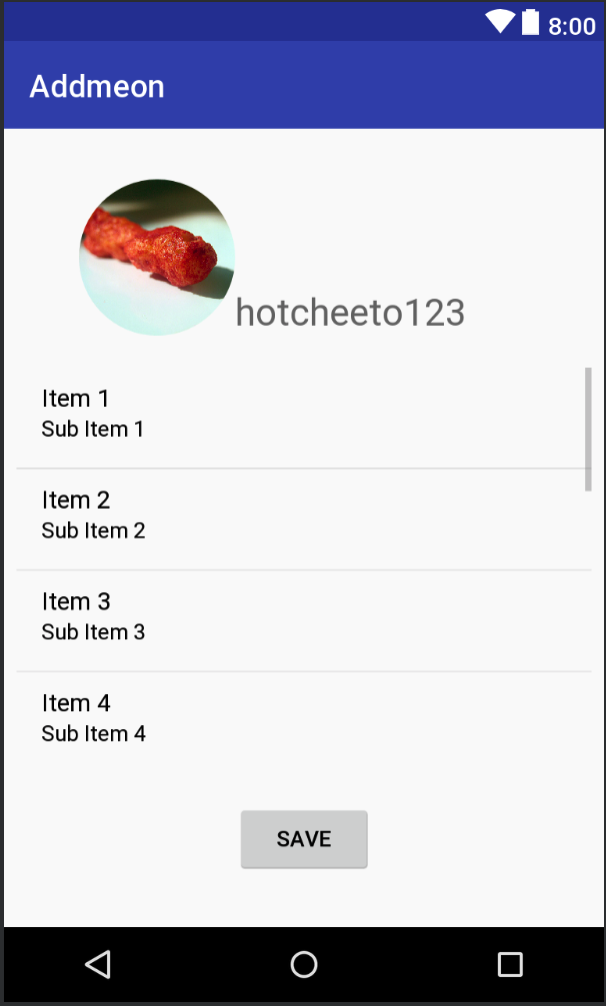 8:00
Addmeon
hotcheeto123
Item 1
Sub Item 1
Item 2
Sub Item 2
Item 3
Sub Item 3
Item 4
Sub Item 4
SAVE